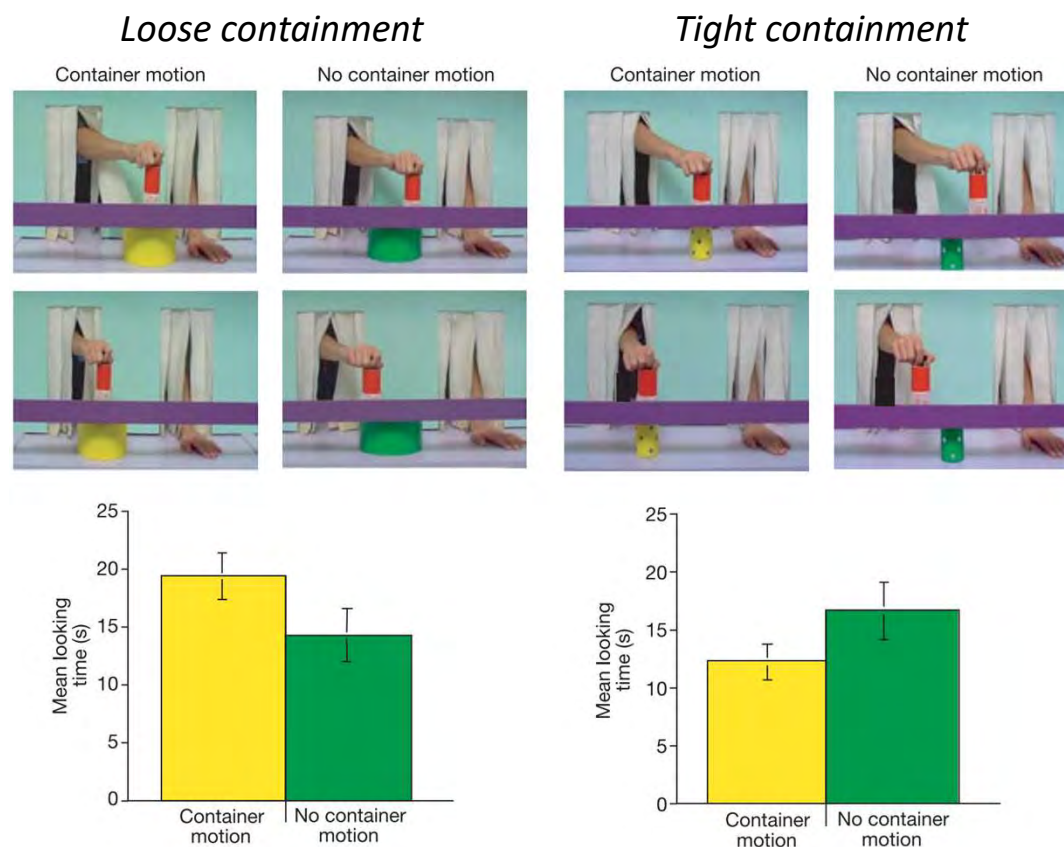 Loose containment
Tight containment
Container motion
No container motion
Container motion
No container motion
25
20
15
10
5
0
Mean looking
time (s)
Container
motion
No container
motion
25
20
15
10
5
0
Mean looking
time (s)
Container
motion
No container
motion